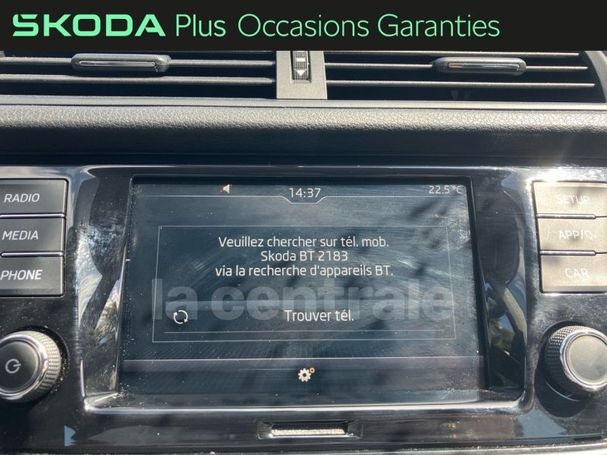 SKODA Plus Occasions Garanties
RADIO
MEDIA
PHONE
14:37
22.5°C
Veuillez chercher sur tél. mob.
Skoda BT 2183
via la recherche d'appareils BT.
la centrale
Trouver tél.
SETUP
CAR